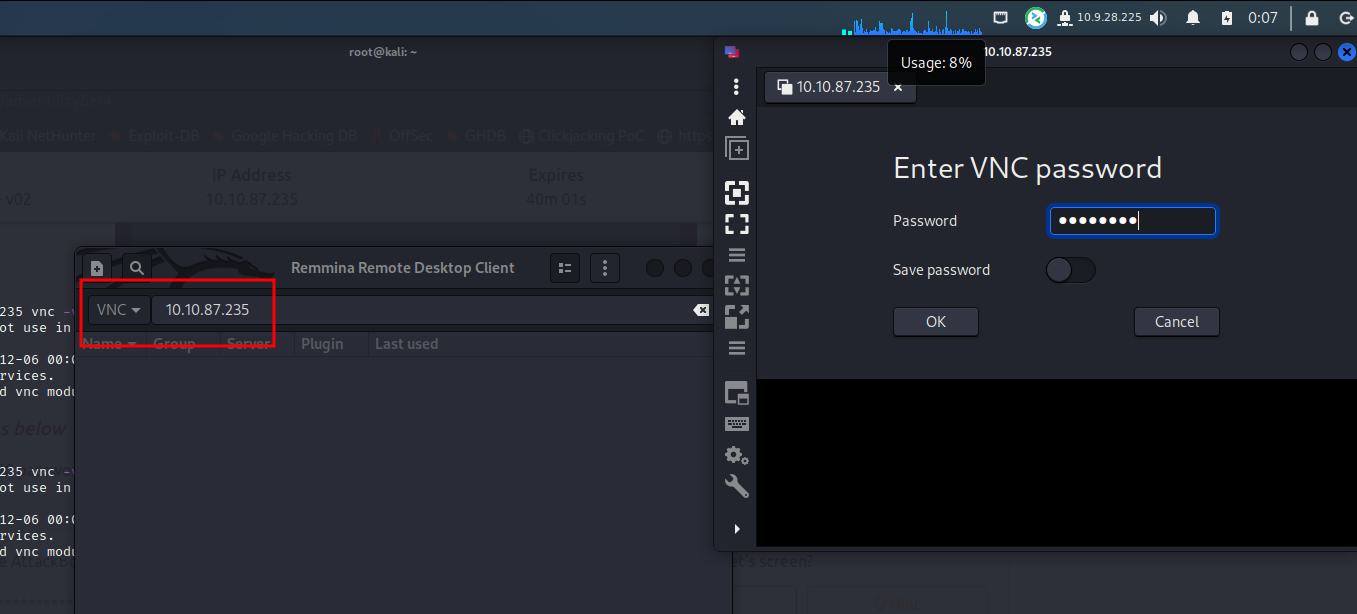 10.9.28.225 0:07
root@kali: ~
10.10.87.235
Usage: 8%
10.10.87.235 ×
Kali NetHunter Exploit-DB Google Hacking DB OffSec GHDB Clickjacking PoC https
IP Address Expires
v02 10.10.87.235 40m 01s
Enter VNC password
Password ●●●●●●●●
Save password
OK Cancel
Remmina Remote Desktop Client
VNC 10.10.87.235
Name Group Server Plugin Last used
235 vnc -v
ot use in
12-06 00:0
rvices.
d vnc modu
s below
235 vnc -v
ot use in
12-06 00:0
rvices.
d vnc modu
e AttackBo
et's screen?